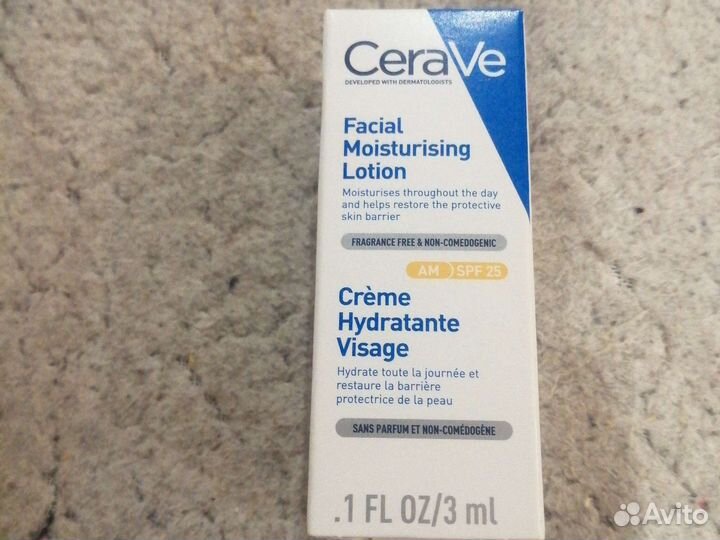 CeraVe
DEVELOPED WITH DERMATOLOGISTS
Facial
Moisturising
Lotion
Moisturises throughout the day
and helps restore the protective
skin barrier
FRAGRANCE FREE & NON-COMEDOGENIC
AM SPF 25
Crème
Hydratante
Visage
Hydrate toute la journée et
restaure la barrière
protectrice de la peau
SANS PARFUM ET NON-COMÉDOGÈNE
.1 FL OZ/3 ml
Avito